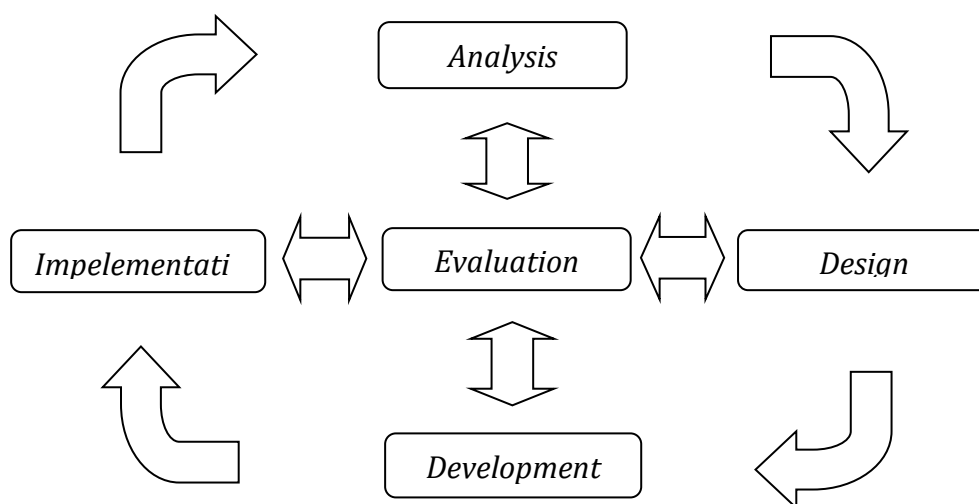 Analysis
Impelementati
Evaluation
Design
Development